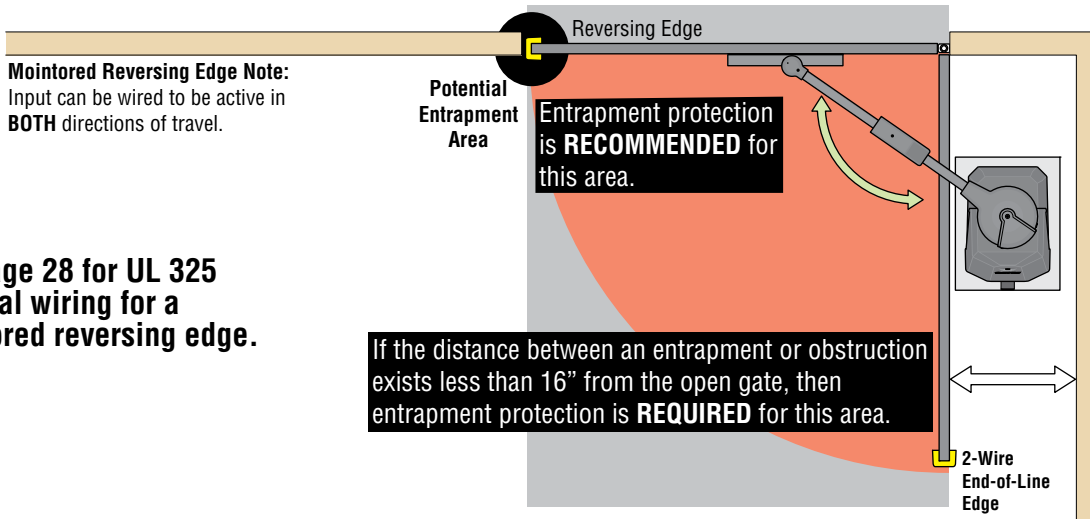 Reversing Edge
Mointored Reversing Edge Note:
Input can be wired to be active in
BOTH directions of travel.
Potential
Entrapment
Area
Entrapment protection
is RECOMMENDED for
this area.
28 for UL 325
wiring for a
reversing edge.
If the distance between an entrapment or obstruction
exists less than 16” from the open gate, then
entrapment protection is REQUIRED for this area.
2-Wire
End-of-Line
Edge